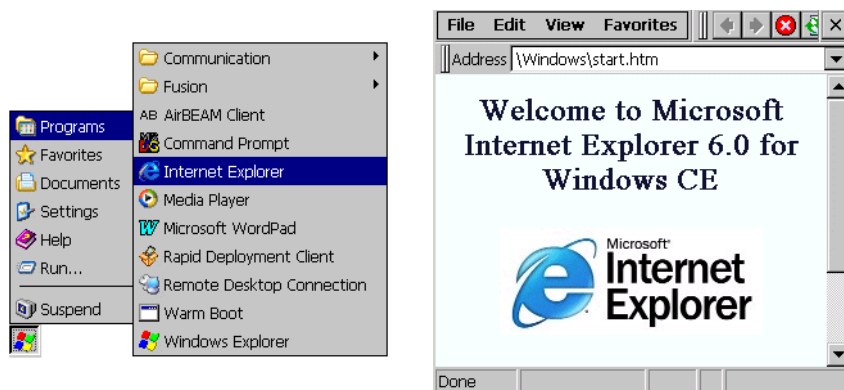 Programs
Favorites
Documents
Settings
Help
Run...
Suspend
Communication
Fusion
AB AirBEAM Client
Command Prompt
Internet Explorer
Media Player
Microsoft WordPad
Rapid Deployment Client
Remote Desktop Connection
Warm Boot
Windows Explorer
File Edit View Favorites
Address \Windows\start.htm
Welcome to Microsoft
Internet Explorer 6.0 for
Windows CE
Microsoft
Internet
Explorer
Done